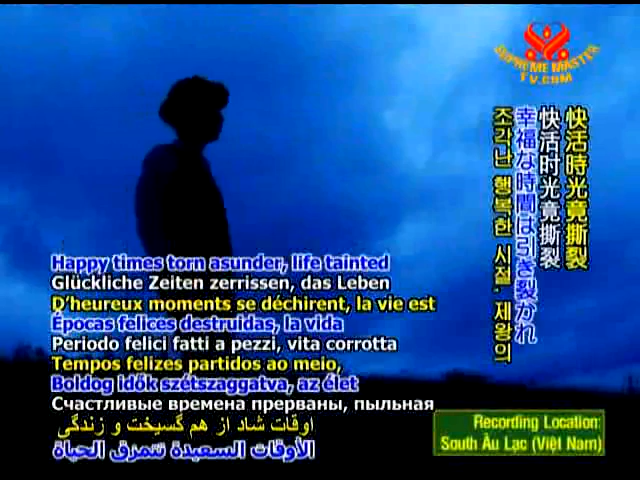 SUPREME MASTER
TV.COM
快活時光竟撕裂
快活时光竟撕裂
幸福な時間は引き裂かれ
조각난 행복한 시절, 제왕의
Happy times torn asunder, life tainted
Glückliche Zeiten zerrissen, das Leben
D'heureux moments se déchirent, la vie est
Épocas felices destruidas, la vida
Periodo felici fatti a pezzi, vita corrotta
Tempos felizes partidos ao meio,
Boldog idők szétszaggatva, az élet
Счастливые времена прерваны, пыльная
اوقات شاد از هم گسیخت و زندگی
الأوقات السعيدة تتمزق الحياة
Recording Location:
South Âu Lạc (Việt Nam)